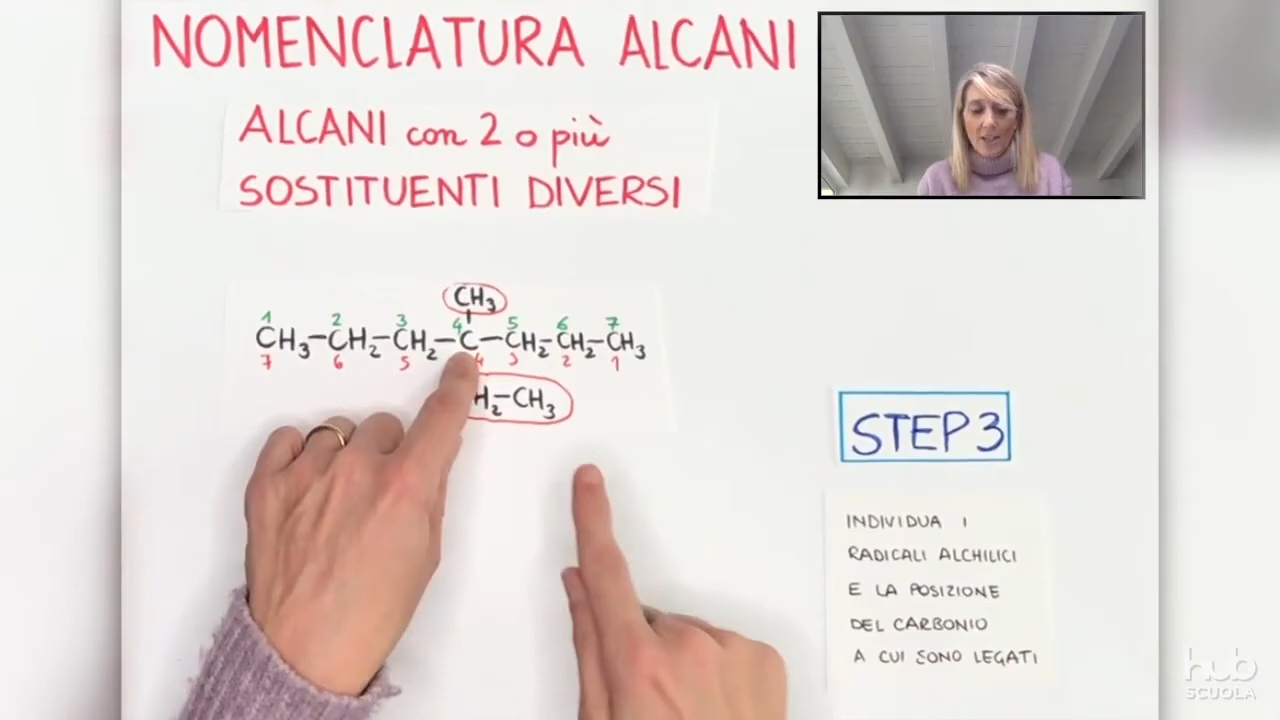 NOMENCLATURA ALCANI
ALCANI con 2 o più
SOSTITUENTI DIVERSI
CH₃
1 2 3 4 5 6 7
CH₃-CH₂-CH₂-C-CH₂-CH₂-CH₃
7 6 5 4 3 2 1
H₂-CH₃
STEP 3
INDIVIDUA I
RADICALI ALCHILICI
E LA POSIZIONE
DEL CARBONIO
A CUI SONO LEGATI
hub
SCUOLA